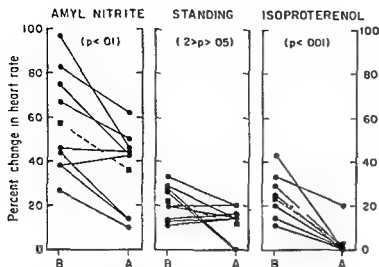 AMYL NITRITE STANDING ISOPROTERENOL
(p<.01) (.2>p>.05) (p<.001)
Percent change in heart rate
100 100
80 80
60 60
40 40
20 20
0 0
B A B A B A